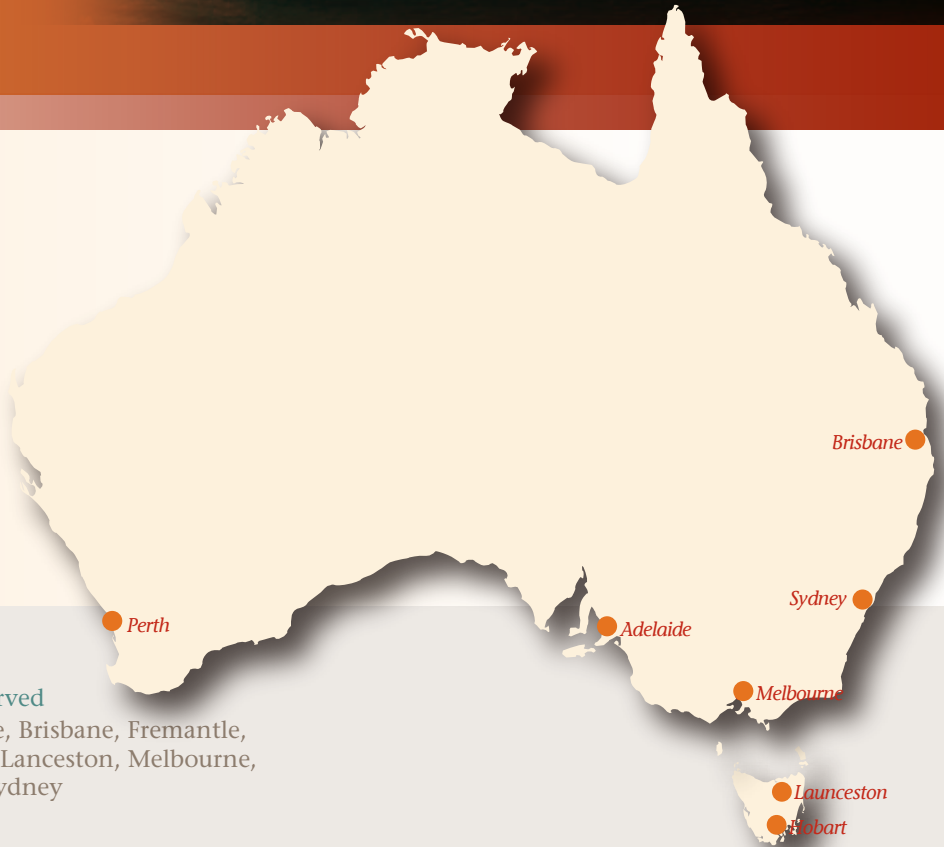 Brisbane
Sydney
Perth
Adelaide
Melbourne
Launceston
Hobart
rved
e, Brisbane, Fremantle,
Lanceston, Melbourne,
ydney